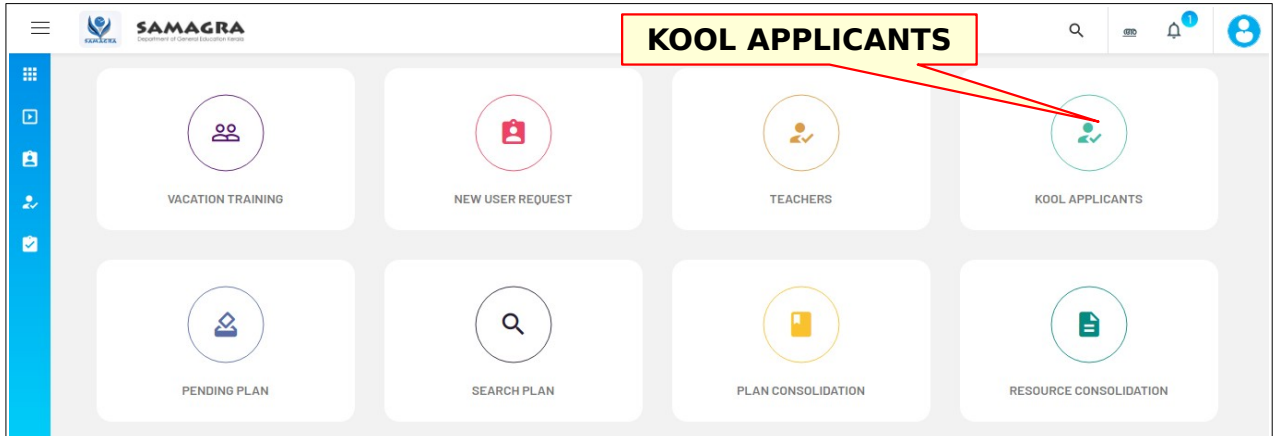 SAMAGRA
Department of General Education Kerala
SAMAGRA
KOOL APPLICANTS
1
VACATION TRAINING
NEW USER REQUEST
TEACHERS
KOOL APPLICANTS
PENDING PLAN
SEARCH PLAN
PLAN CONSOLIDATION
RESOURCE CONSOLIDATION